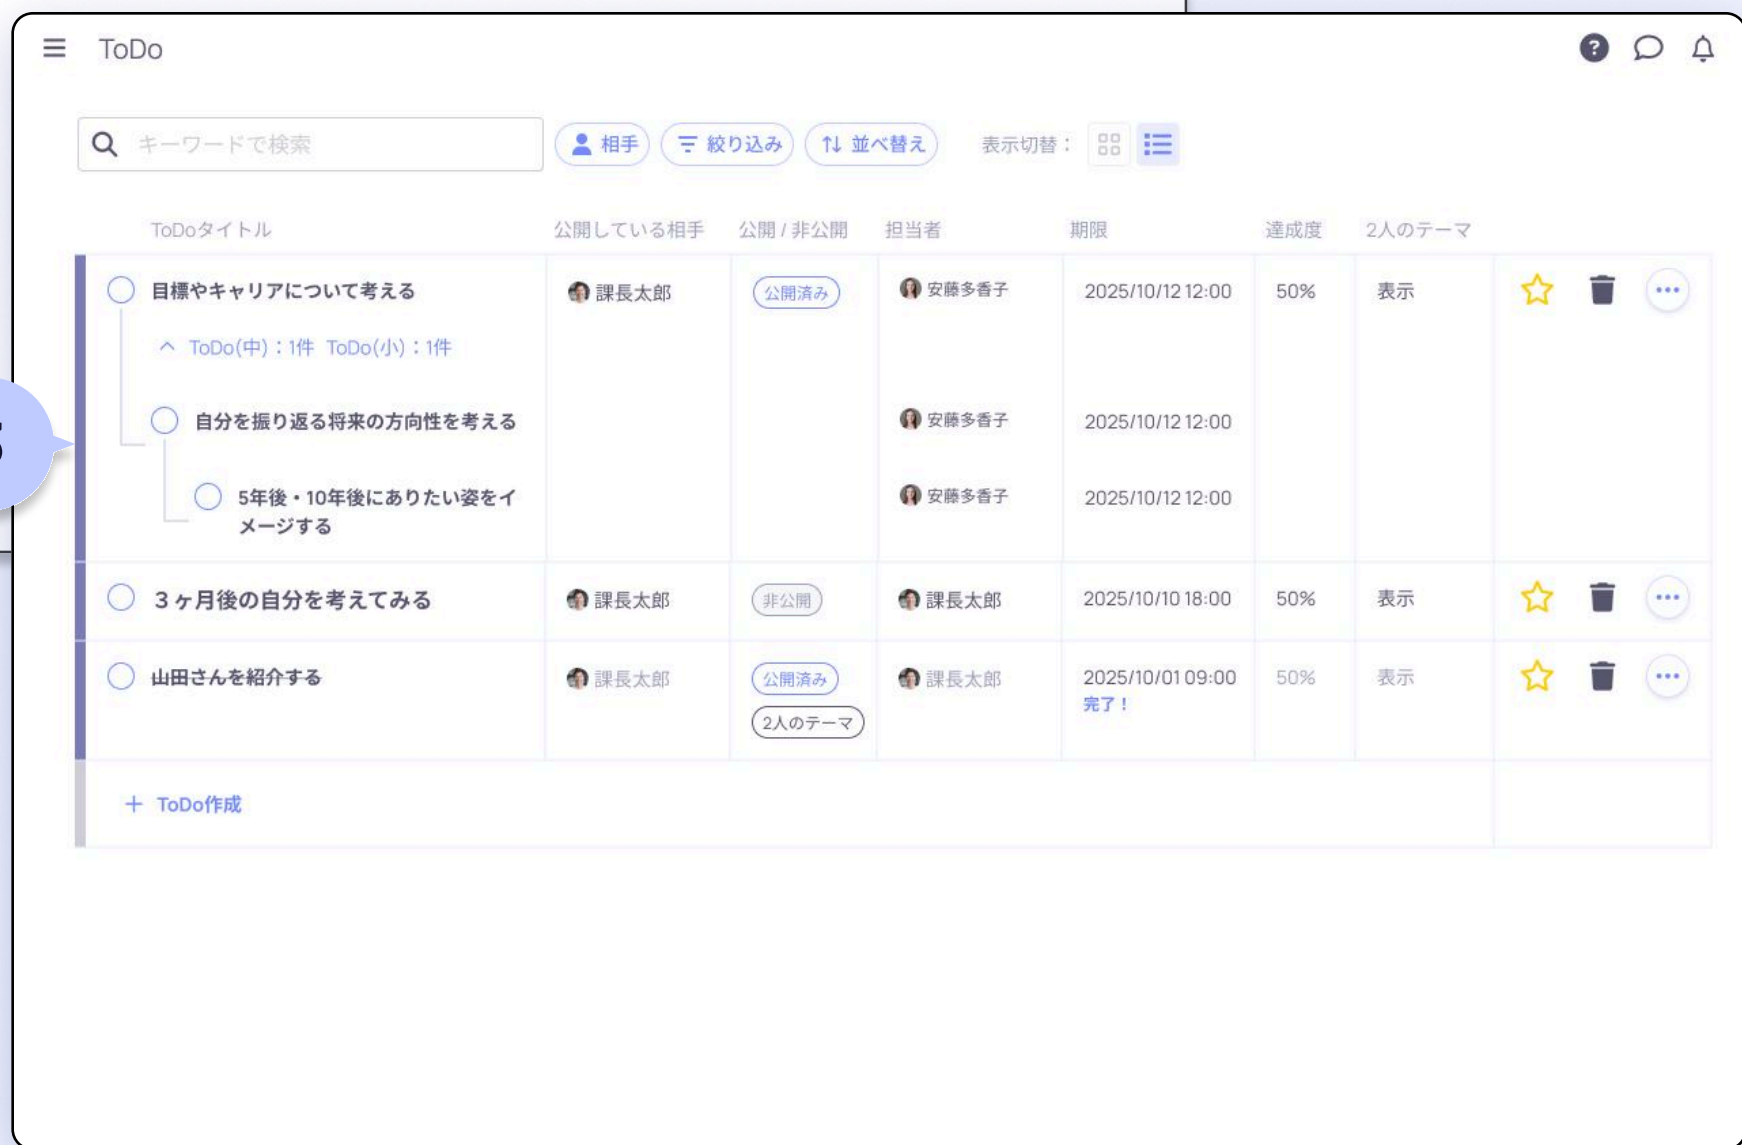 ToDo
キーワードで検索
相手
絞り込み
並べ替え
表示切替：
ToDoタイトル 公開している相手 公開 / 非公開 担当者 期限 達成度 2人のテーマ
目標やキャリアについて考える 課長太郎 公開済み 安藤多香子 2025/10/12 12:00 50% 表示
ToDo(中)：1件 ToDo(小)：1件
自分を振り返る将来の方向性を考える 安藤多香子 2025/10/12 12:00
5年後・10年後にありたい姿をイ 安藤多香子 2025/10/12 12:00
メージする
３ヶ月後の自分を考えてみる 課長太郎 非公開 課長太郎 2025/10/10 18:00 50% 表示
山田さんを紹介する 課長太郎 公開済み 課長太郎 2025/10/01 09:00 50% 表示
完了！
2人のテーマ
＋ ToDo作成